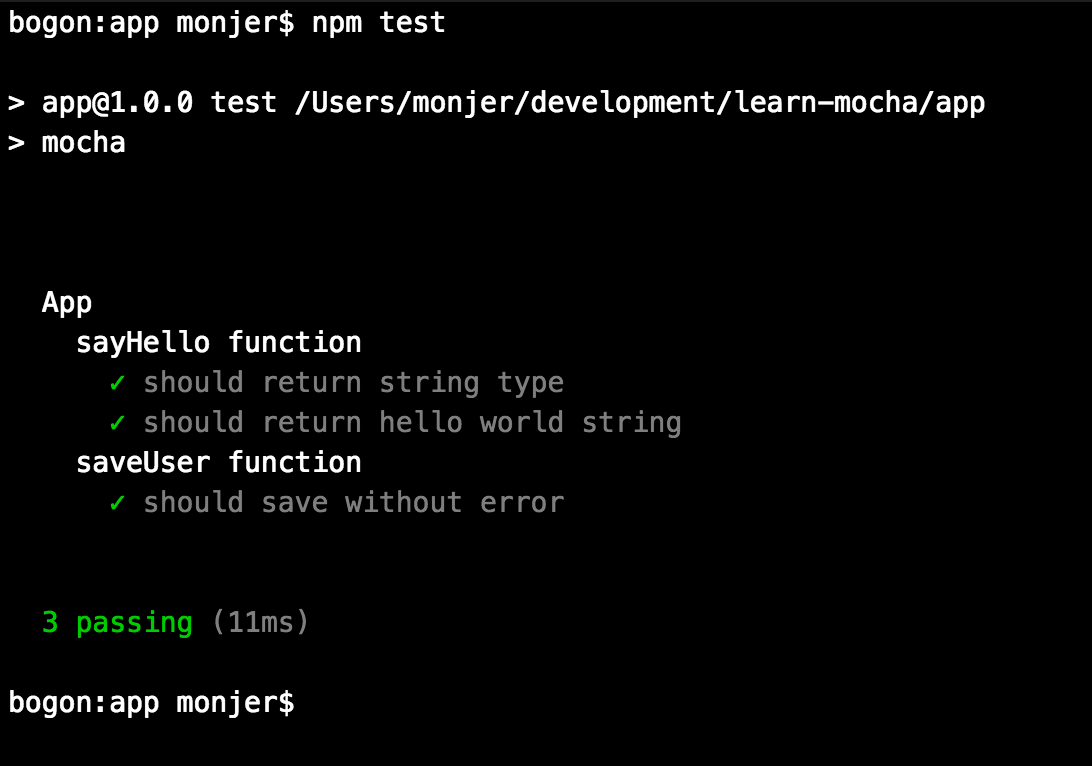 bogon:app monjer$ npm test
> app@1.0.0 test /Users/monjer/development/learn-mocha/app
> mocha
App
sayHello function
✓ should return string type
✓ should return hello world string
saveUser function
✓ should save without error
3 passing (11ms)
bogon:app monjer$